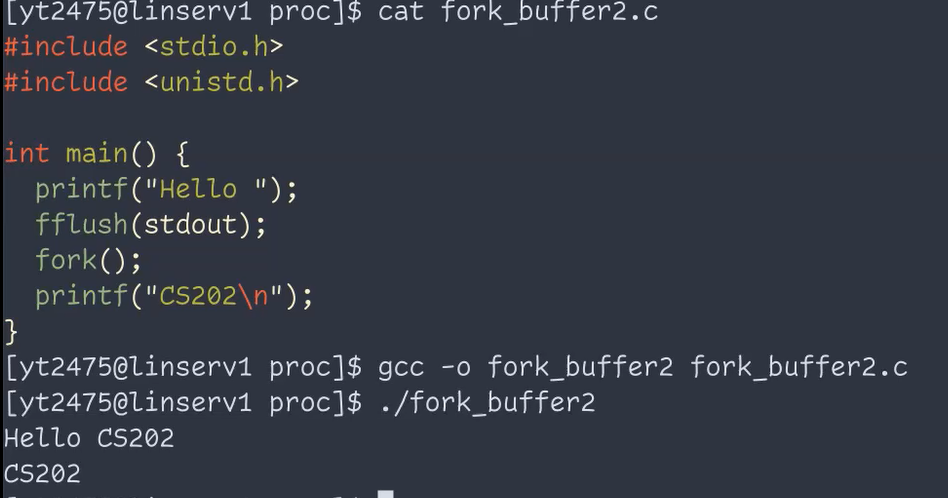 [yt2475@linserv1 proc]$ cat fork_buffer2.c
#include <stdio.h>
#include <unistd.h>
int main() {
  printf("Hello ");
  fflush(stdout);
  fork();
  printf("CS202\n");
}
[yt2475@linserv1 proc]$ gcc -o fork_buffer2 fork_buffer2.c
[yt2475@linserv1 proc]$ ./fork_buffer2
Hello CS202
CS202